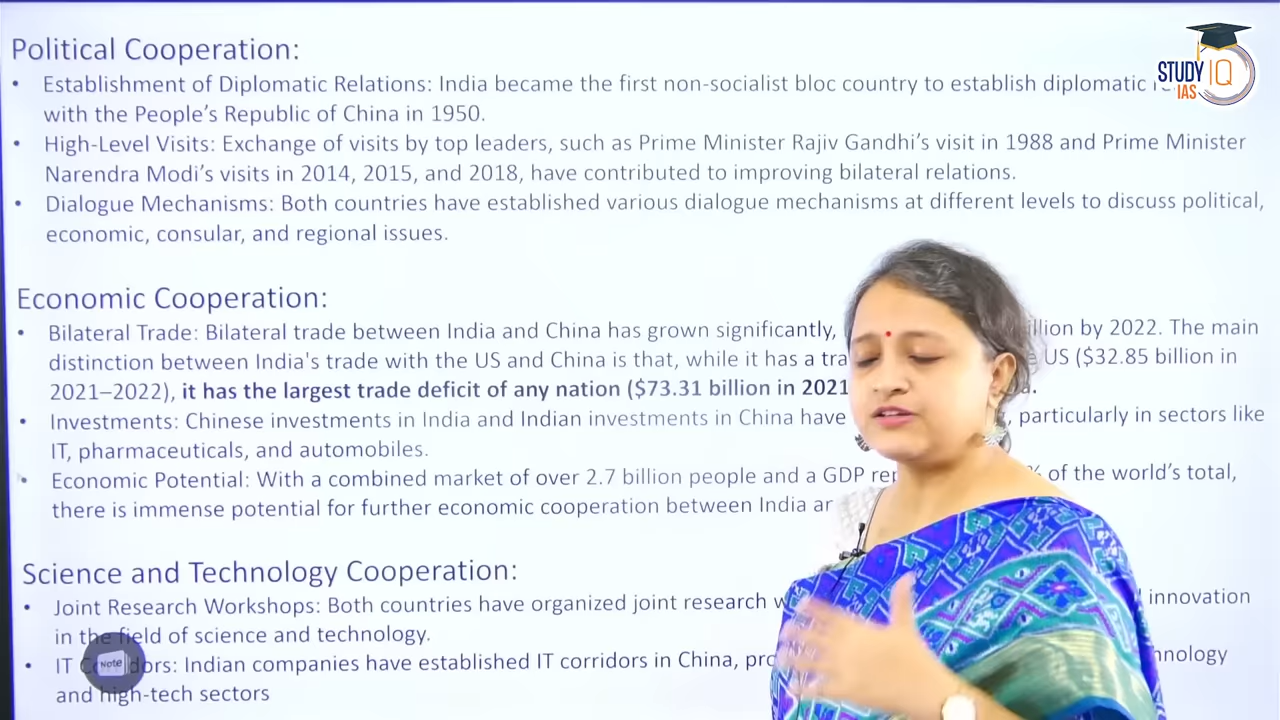 Political Cooperation:
• Establishment of Diplomatic Relations: India became the first non-socialist bloc country to establish diplomatic
with the People's Republic of China in 1950.
• High-Level Visits: Exchange of visits by top leaders, such as Prime Minister Rajiv Gandhi's visit in 1988 and Prime Minister
Narendra Modi's visits in 2014, 2015, and 2018, have contributed to improving bilateral relations.
• Dialogue Mechanisms: Both countries have established various dialogue mechanisms at different levels to discuss political,
economic, consular, and regional issues.
Economic Cooperation:
• Bilateral Trade: Bilateral trade between India and China has grown significantly, by 2022. The main
distinction between India's trade with the US and China is that, while it has a US ($32.85 billion in
2021–2022), it has the largest trade deficit of any nation ($73.31 billion in 2021
• Investments: Chinese investments in India and Indian investments in China have , particularly in sectors like
IT, pharmaceuticals, and automobiles.
• Economic Potential: With a combined market of over 2.7 billion people and a GDP % of the world's total,
there is immense potential for further economic cooperation between India
Science and Technology Cooperation:
• Joint Research Workshops: Both countries have organized joint research innovation
in the field of science and technology.
• IT Corridors: Indian companies have established IT corridors in China,
and high-tech sectors
Note
STUDY IQ
IAS